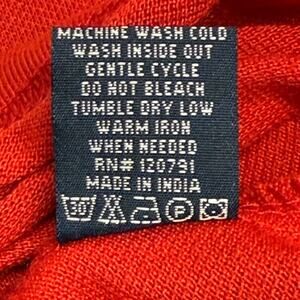 MACHINE WASH COLD
WASH INSIDE OUT
GENTLE CYCLE
DO NOT BLEACH
TUMBLE DRY LOW
WARM IRON
WHEN NEEDED
RN# 120791
MADE IN INDIA
30 P